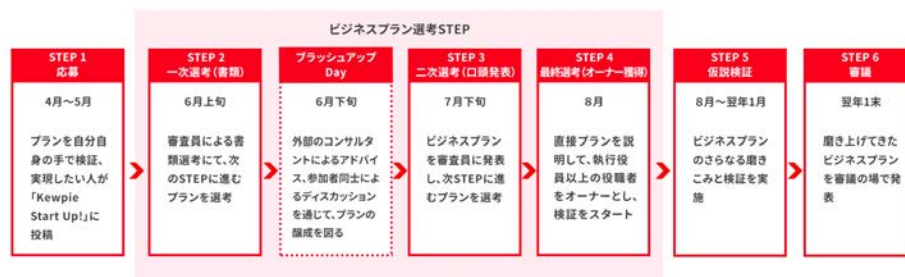 ビジネスプラン選考STEP
STEP 1
応募
4月～5月
プランを自分自
身の手で検証、
実現したい人が
「Kewpie
Start Up!」に
投稿
STEP 2
一次選考(書類)
6月上旬
審査員による書
類選考にて、次
のSTEPに進む
プランを選考
ブラッシュアップ
Day
6月下旬
外部のコンサルタ
ントによるアドバイ
ス、参加者同士に
よるディスカッション
を通じて、プランの
醸成を図る
STEP 3
二次選考(口頭発表)
7月下旬
ビジネスプラン
を審査員に発表
し、次STEPに進
むプランを選考
STEP 4
最終選考(オーナー獲得)
8月
直接プランを説
明して、執行役
員以上の役職者
をオーナーとし、
検証をスタート
STEP 5
仮説検証
8月～翌年1月
ビジネスプラン
のさらなる磨き
こみと検証を実
施
STEP 6
審議
翌年1末
磨き上げてきた
ビジネスプラン
を審議の場で発
表